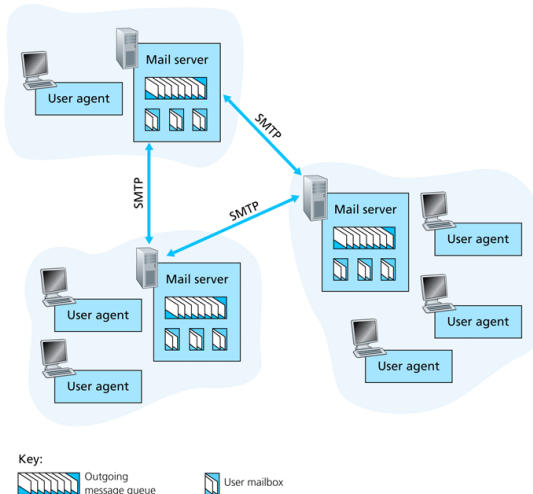 Mail server
User agent
SMTP
SMTP
SMTP
Mail server
User agent
Mail server
User agent
User agent
User agent
User agent
Key:
Outgoing
message queue
User mailbox